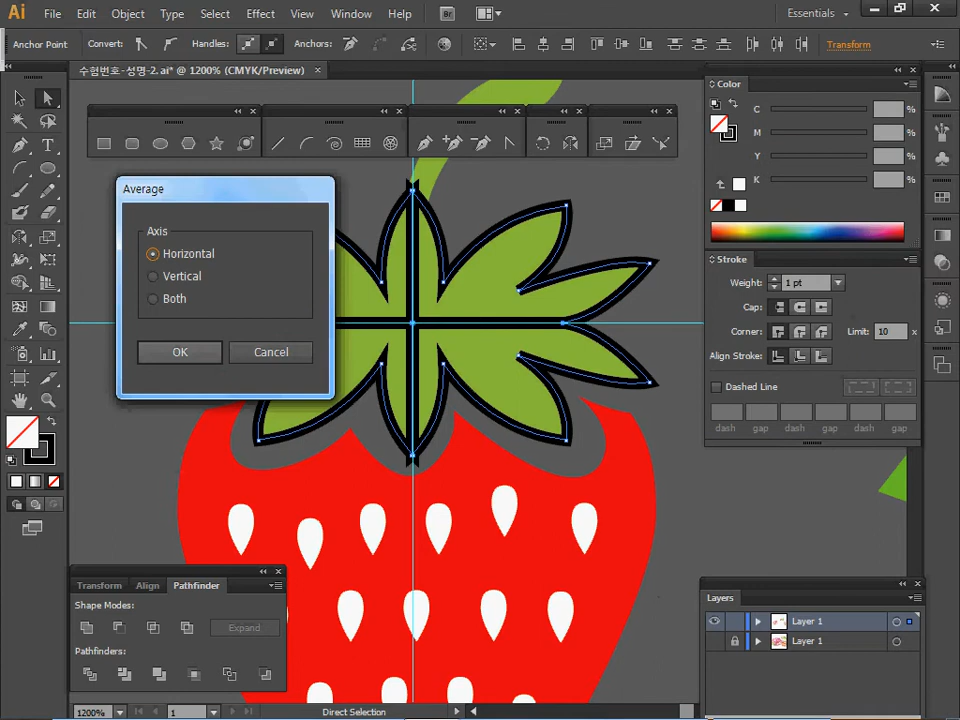 Ai File Edit Object Type Select Effect View Window Help Br Essentials
Anchor Point Convert: Handles: Anchors: Transform
수험번호-성명-2.ai* @ 1200% (CMYK/Preview) ×
Color
C %
M %
Y %
K %
Average
Axis
Horizontal
Vertical
Both
OK Cancel
Stroke
Weight: 1 pt
Cap:
Corner: Limit: 10 x
Align Stroke:
Dashed Line
dash gap dash gap dash gap
Transform Align Pathfinder
Shape Modes:
Expand
Pathfinders:
Layers
Layer 1
Layer 1
1200% 1 Direct Selection